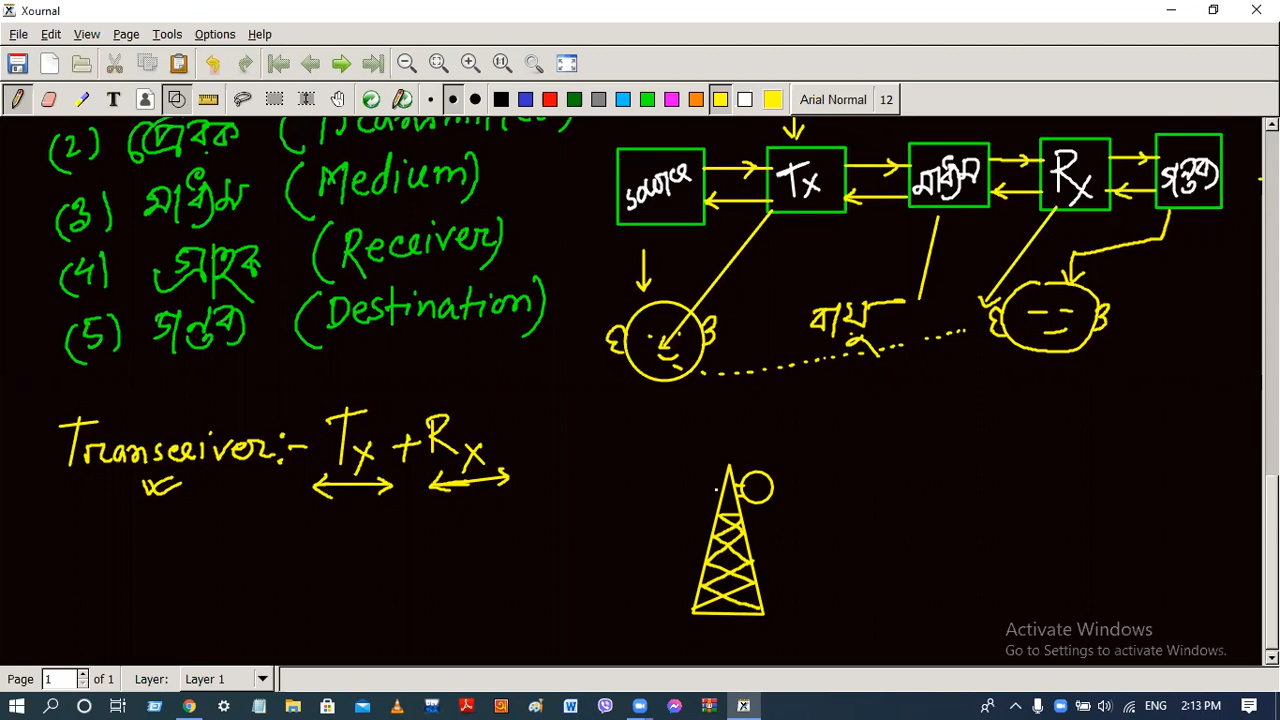 Xournal
File Edit View Page Tools Options Help
Arial Normal 12
(2) প্রেরক (Transmitter)
(3) মাধ্যম (Medium)
(4) গ্রাহক (Receiver)
(5) গন্তব্য (Destination)
source Tx মাধ্যম Rx গন্তব্য
বায়ু
Transceiver:- Tx + Rx
Activate Windows
Go to Settings to activate Windows.
Page 1 of 1 Layer: Layer 1
ENG 2:13 PM